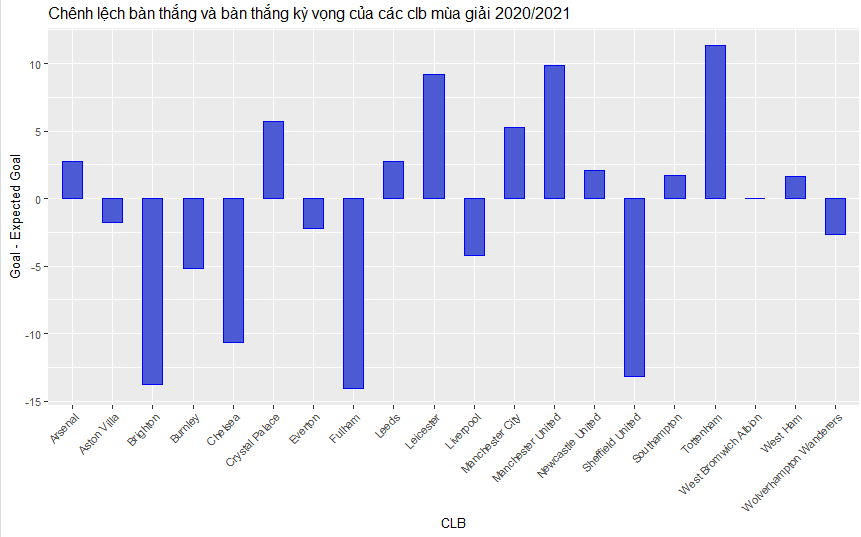 Chênh lệch bàn thắng và bàn thắng kỳ vọng của các clb mùa giải 2020/2021
Goal - Expected Goal
10
5
0
-5
-10
-15
Arsenal
Aston Villa
Brighton
Burnley
Chelsea
Crystal Palace
Everton
Fulham
Leeds
Leicester
Liverpool
Manchester City
Manchester United
Newcastle United
Sheffield United
Southampton
Tottenham
West Bromwich Albion
West Ham
Wolverhampton Wanderers
CLB